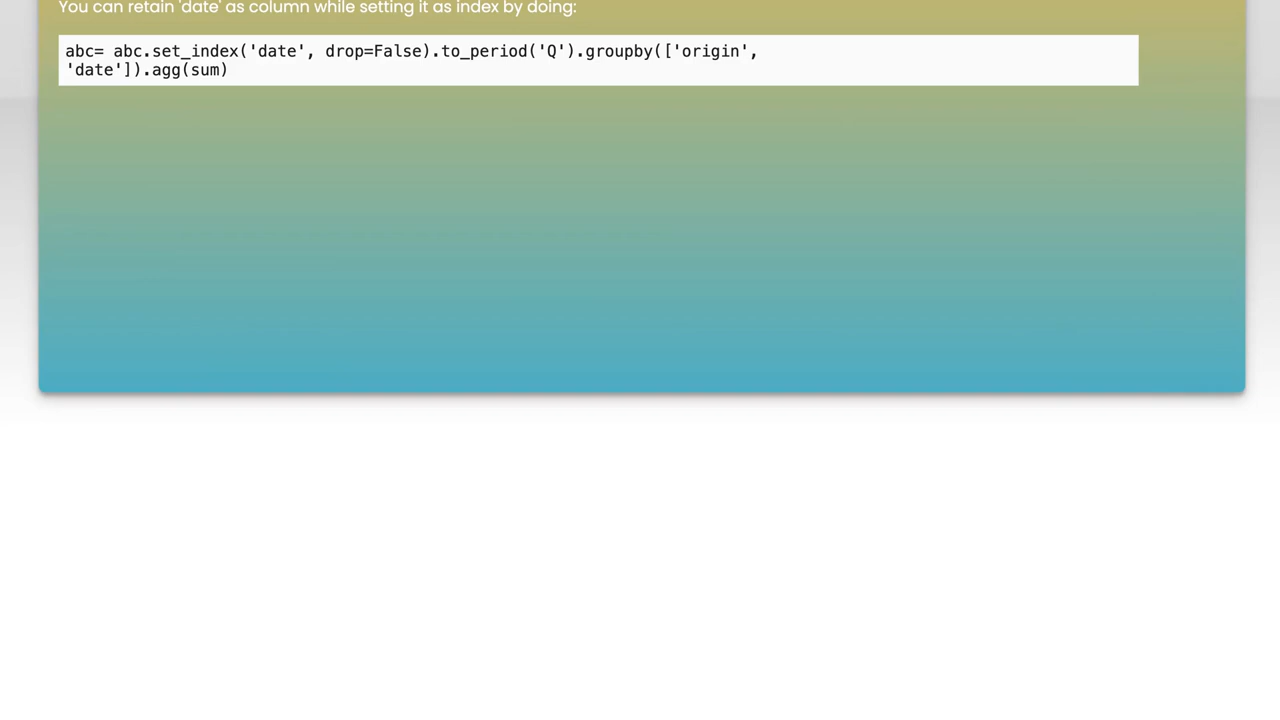 You can retain 'date' as column while setting it as index by doing:
abc= abc.set_index('date', drop=False).to_period('Q').groupby(['origin',
'date']).agg(sum)